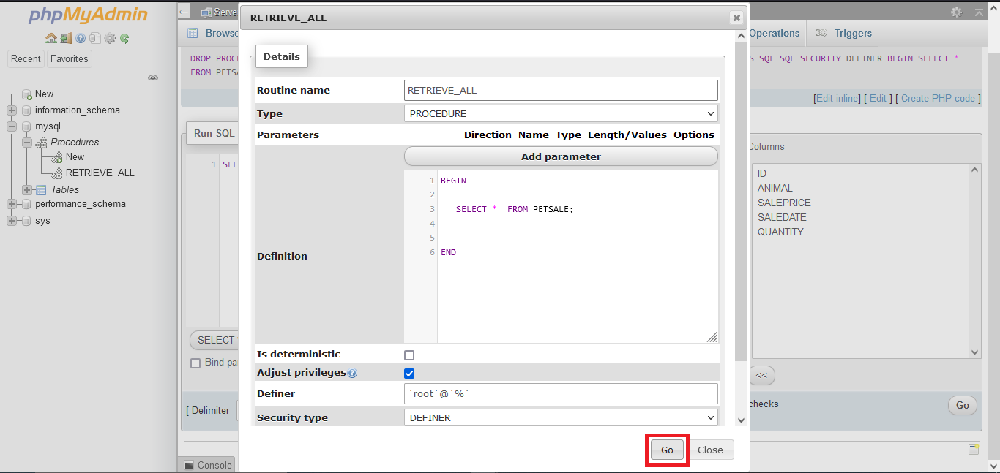 phpMyAdmin
Recent Favorites
New
information_schema
mysql
Procedures
New
RETRIEVE_ALL
Tables
performance_schema
sys
Serve
Browse
Operations
Triggers
DROP PROCE
S SQL SQL SECURITY DEFINER BEGIN SELECT *
FROM PETSA
[Edit inline] [ Edit ] [ Create PHP code ]
Run SQL
1 SEL
SELECT
Bind pa
[ Delimiter
Console
RETRIEVE_ALL
Details
Routine name RETRIEVE_ALL
Type PROCEDURE
Parameters Direction Name Type Length/Values Options
Add parameter
Definition
1 BEGIN
2
3 SELECT * FROM PETSALE;
4
5
6 END
Is deterministic
Adjust privileges
Definer `root`@`%`
Security type DEFINER
Go Close
Columns
ID
ANIMAL
SALEPRICE
SALEDATE
QUANTITY
<<
checks
Go